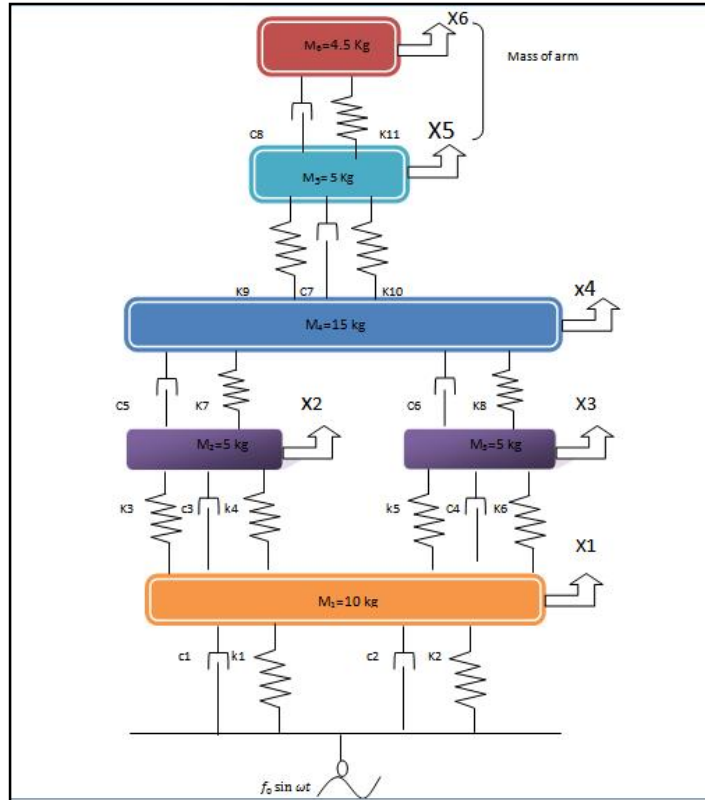 X6
M₆=4.5 Kg
Mass of arm
C8
K11
X5
M₅=5 Kg
K9
C7
K10
x4
M₄=15 kg
C5
K7
X2
C6
K8
X3
M₂=5 kg
M₃=5 kg
K3
c3
k4
k5
C4
K6
X1
M₁=10 kg
c1
k1
c2
K2
f₀ sin ωt